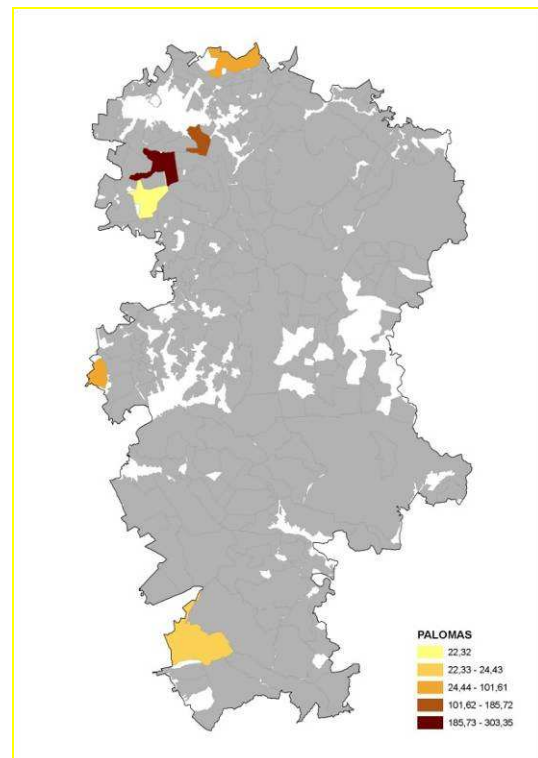 PALOMAS
22,32
22,33 - 24,43
24,44 - 101,61
101,62 - 185,72
185,73 - 303,35